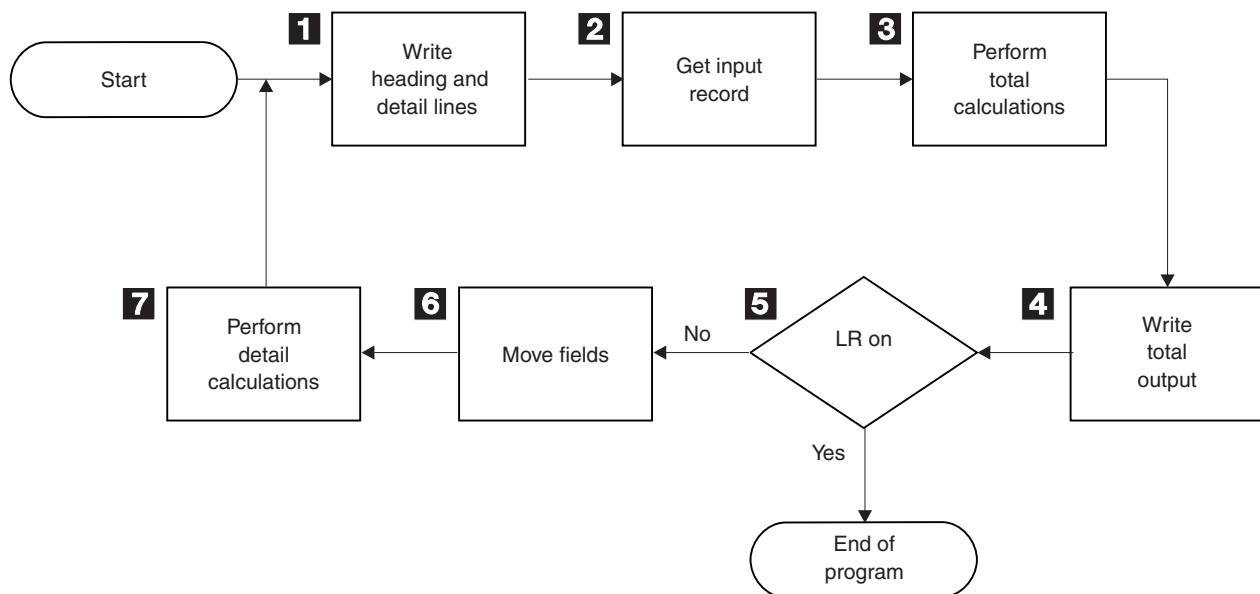 Start
1
Write
heading and
detail lines
2
Get input
record
3
Perform
total
calculations
4
Write
total
output
5
LR on
No
6
Move fields
7
Perform
detail
calculations
Yes
End of
program